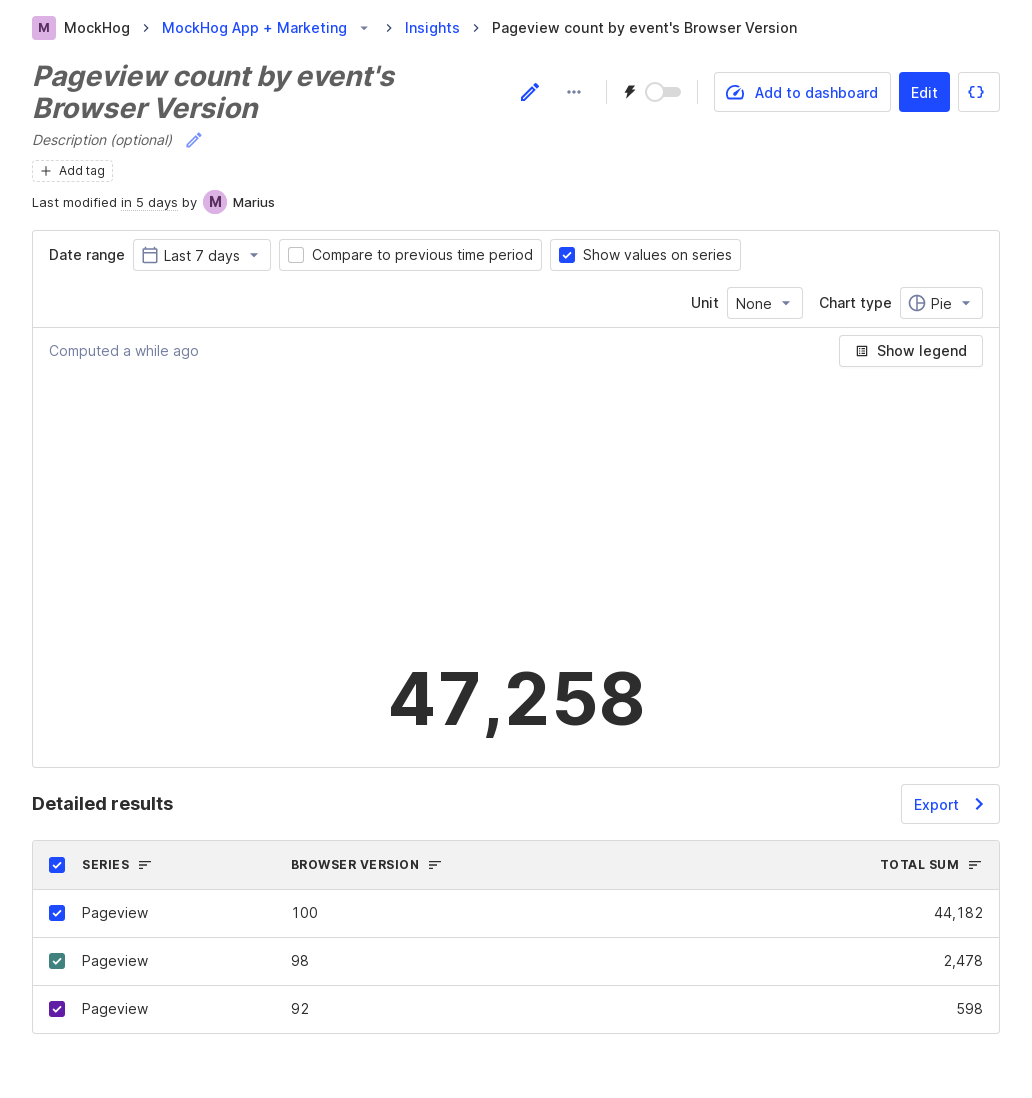 M MockHog MockHog App + Marketing Insights Pageview count by event's Browser Version
Pageview count by event's
Browser Version
Add to dashboard Edit
Description (optional)
Add tag
Last modified in 5 days by M Marius
Date range Last 7 days Compare to previous time period Show values on series
Unit None Chart type Pie
Computed a while ago Show legend
47,258
Detailed results Export
SERIES BROWSER VERSION TOTAL SUM
Pageview 100 44,182
Pageview 98 2,478
Pageview 92 598